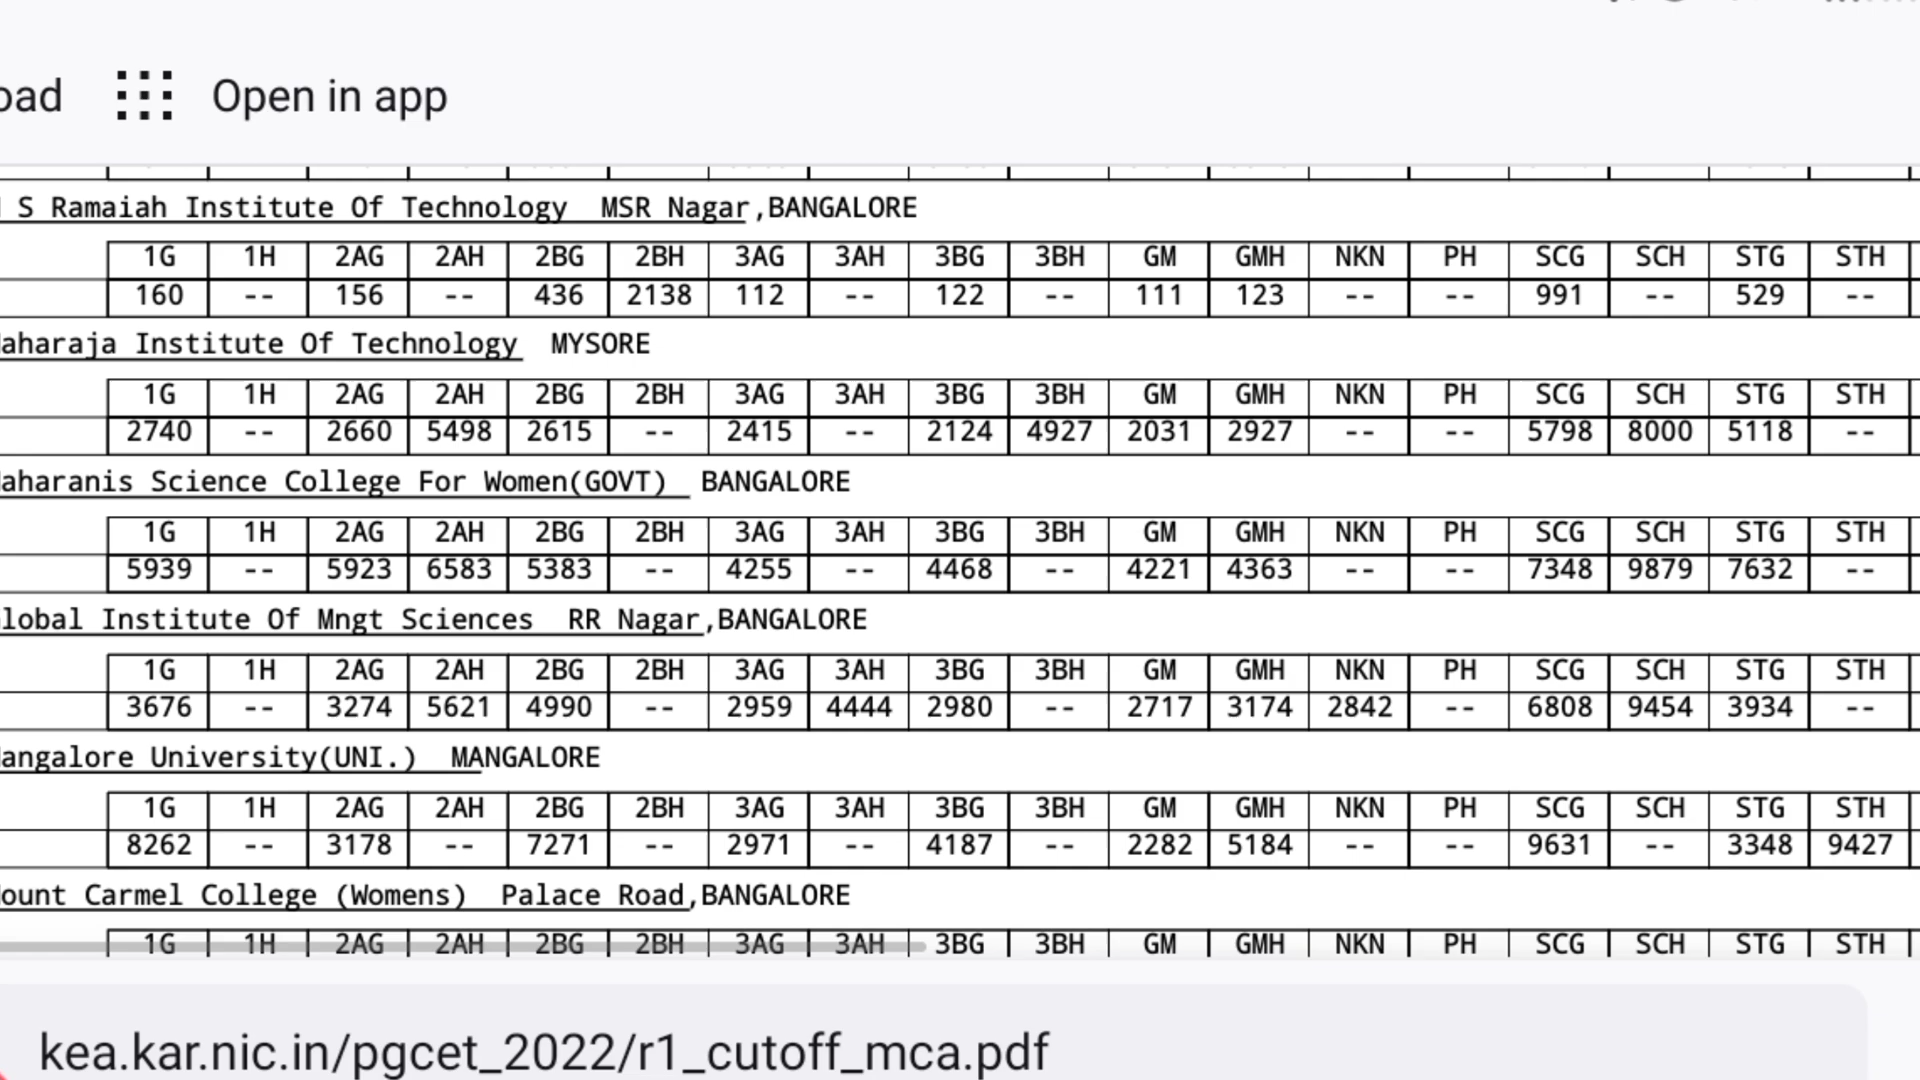 Open in app
S Ramaiah Institute Of Technology MSR Nagar,BANGALORE
1G 1H 2AG 2AH 2BG 2BH 3AG 3AH 3BG 3BH GM GMH NKN PH SCG SCH STG STH
160 -- 156 -- 436 2138 112 -- 122 -- 111 123 -- -- 991 -- 529 --
aharaja Institute Of Technology MYSORE
1G 1H 2AG 2AH 2BG 2BH 3AG 3AH 3BG 3BH GM GMH NKN PH SCG SCH STG STH
2740 -- 2660 5498 2615 -- 2415 -- 2124 4927 2031 2927 -- -- 5798 8000 5118 --
aharanis Science College For Women(GOVT) BANGALORE
1G 1H 2AG 2AH 2BG 2BH 3AG 3AH 3BG 3BH GM GMH NKN PH SCG SCH STG STH
5939 -- 5923 6583 5383 -- 4255 -- 4468 -- 4221 4363 -- -- 7348 9879 7632 --
lobal Institute Of Mngt Sciences RR Nagar,BANGALORE
1G 1H 2AG 2AH 2BG 2BH 3AG 3AH 3BG 3BH GM GMH NKN PH SCG SCH STG STH
3676 -- 3274 5621 4990 -- 2959 4444 2980 -- 2717 3174 2842 -- 6808 9454 3934 --
angalore University(UNI.) MANGALORE
1G 1H 2AG 2AH 2BG 2BH 3AG 3AH 3BG 3BH GM GMH NKN PH SCG SCH STG STH
8262 -- 3178 -- 7271 -- 2971 -- 4187 -- 2282 5184 -- -- 9631 -- 3348 9427
ount Carmel College (Womens) Palace Road,BANGALORE
1G 1H 2AG 2AH 2BG 2BH 3AG 3AH 3BG 3BH GM GMH NKN PH SCG SCH STG STH
kea.kar.nic.in/pgcet_2022/r1_cutoff_mca.pdf